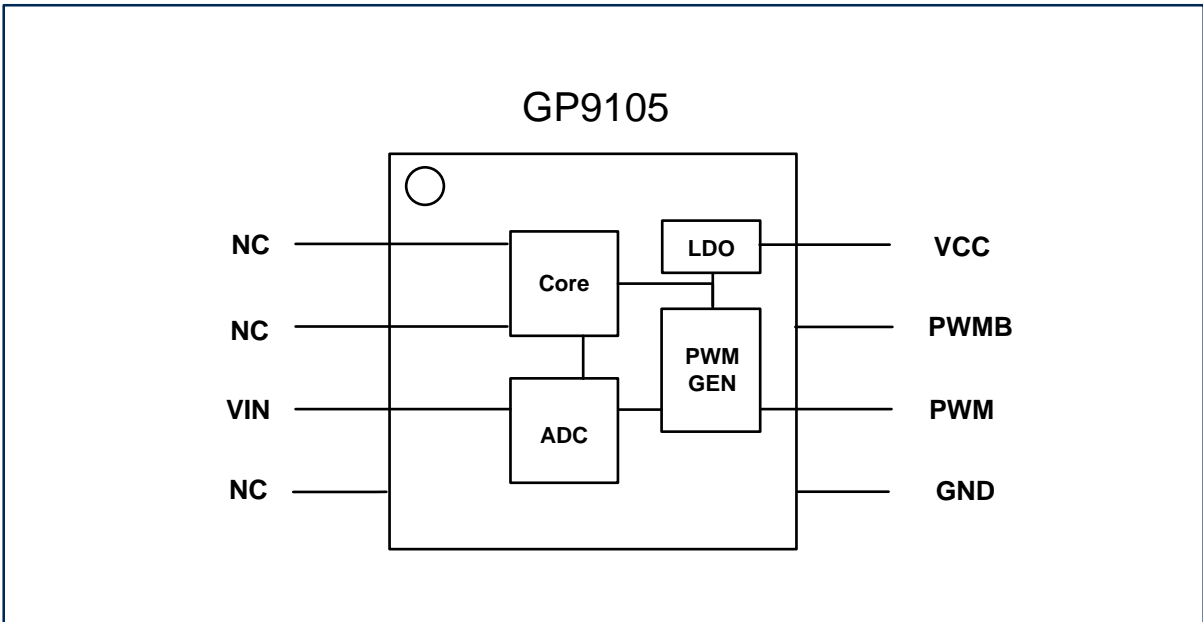 GP9105
NC
NC
VIN
NC
Core
ADC
LDO
PWM
GEN
VCC
PWMB
PWM
GND